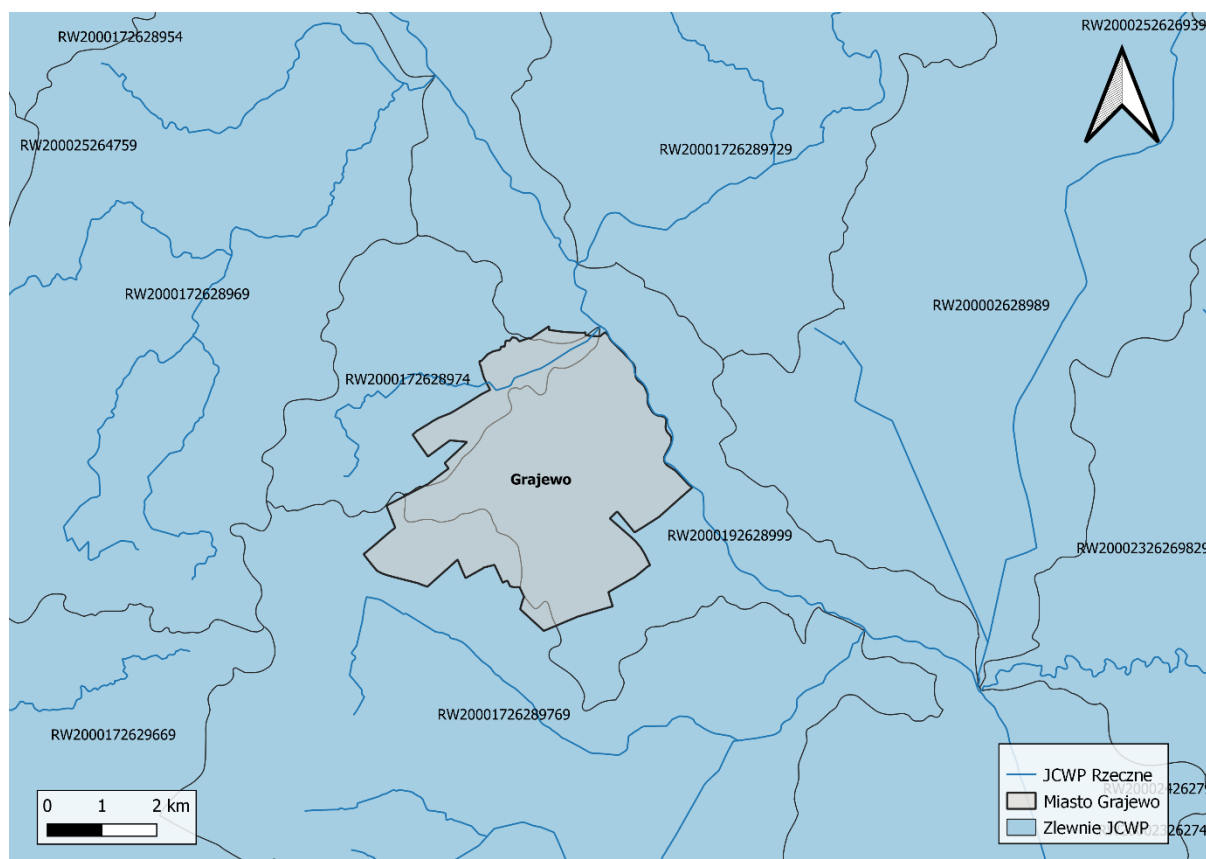 RW2000172628954
RW2000252626939
RW200025264759
RW20001726289729
RW2000172628969
RW200002628989
RW2000172628974
Grajewo
RW2000192628999
RW20002326269829
RW20001726289769
RW2000172629669
JCWP Rzeczne
Miasto Grajewo
Zlewnie JCWP
0 1 2 km